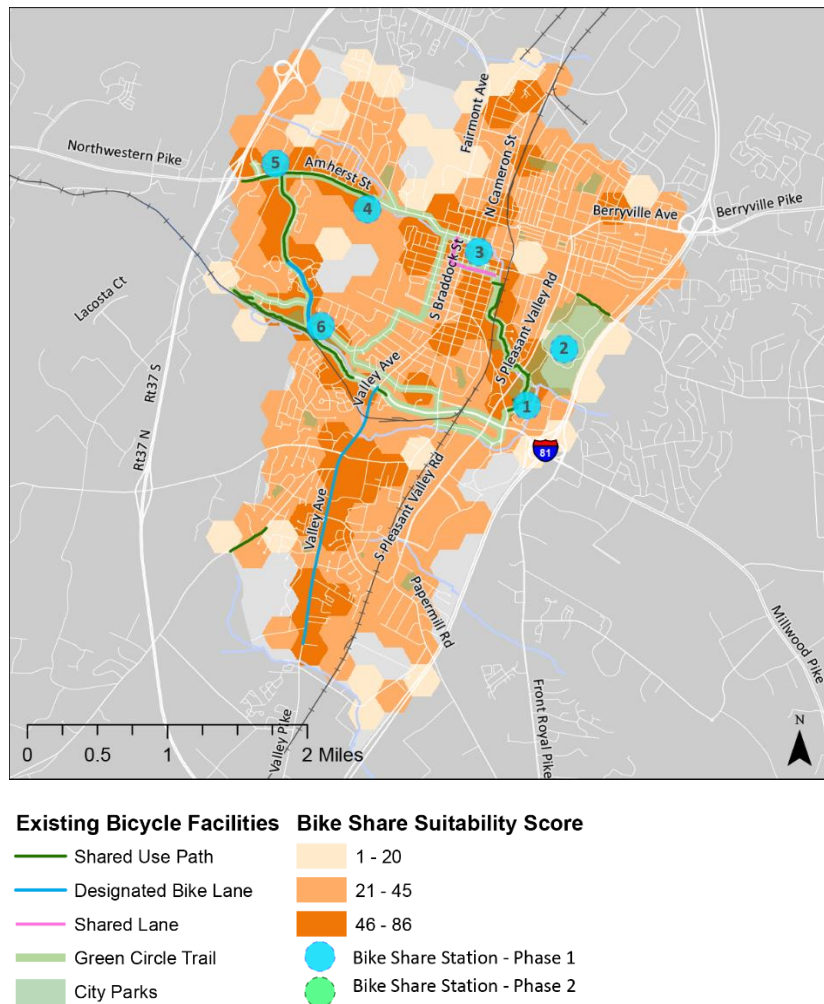 Northwestern Pike
Amherst St
Fairmont Ave
N Cameron St
Berryville Ave
Berryville Pike
5
4
3
S Braddock St
Lacosta Ct
6
S Pleasant Valley Rd
2
Valley Ave
1
Rt37 S
Rt37 N
81
Valley Ave
S Pleasant Valley Rd
Papermill Rd
Millwood Pike
Front Royal Pike
Valley Pike
0 0.5 1 2 Miles
N
Existing Bicycle Facilities
Shared Use Path
Designated Bike Lane
Shared Lane
Green Circle Trail
City Parks
Bike Share Suitability Score
1 - 20
21 - 45
46 - 86
Bike Share Station - Phase 1
Bike Share Station - Phase 2